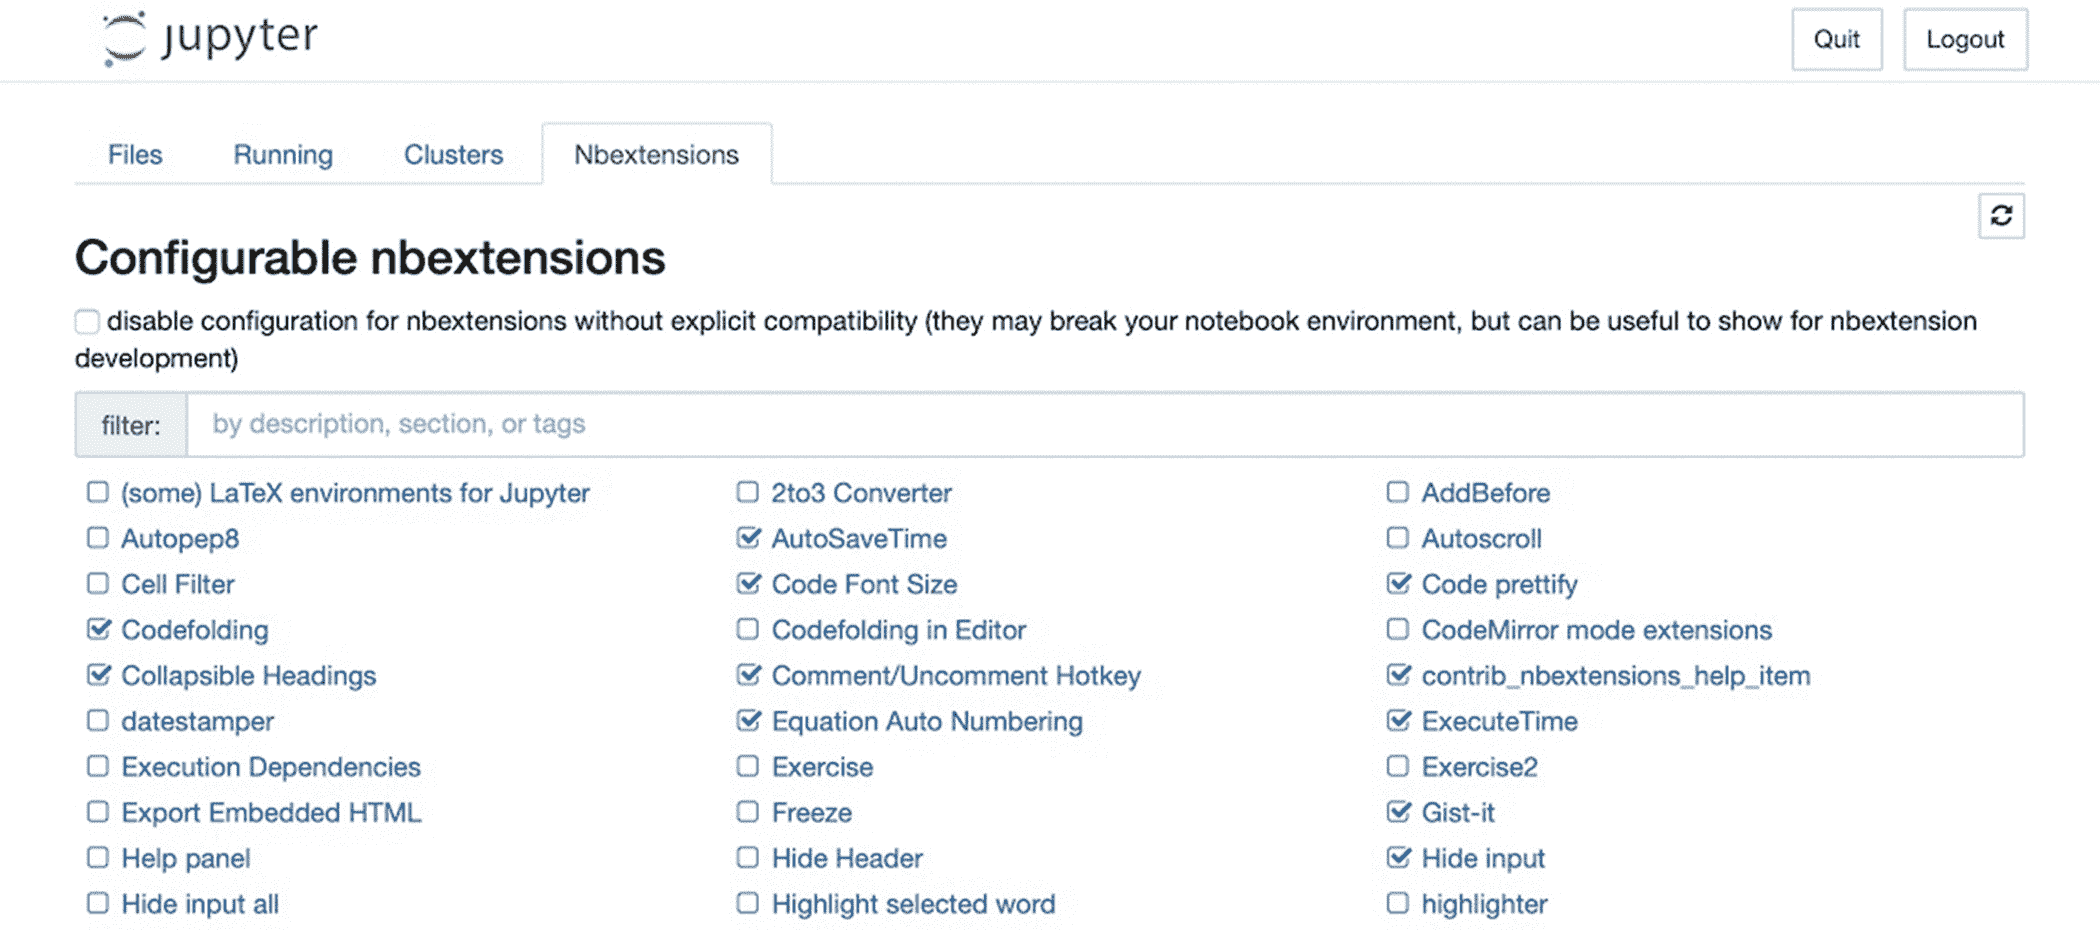 jupyter
Quit
Logout
Files
Running
Clusters
Nbextensions
Configurable nbextensions
disable configuration for nbextensions without explicit compatibility (they may break your notebook environment, but can be useful to show for nbextension
development)
filter:
by description, section, or tags
(some) LaTeX environments for Jupyter
2to3 Converter
AddBefore
Autopep8
AutoSaveTime
Autoscroll
Cell Filter
Code Font Size
Code prettify
Codefolding
Codefolding in Editor
CodeMirror mode extensions
Collapsible Headings
Comment/Uncomment Hotkey
contrib_nbextensions_help_item
datestamper
Equation Auto Numbering
ExecuteTime
Execution Dependencies
Exercise
Exercise2
Export Embedded HTML
Freeze
Gist-it
Help panel
Hide Header
Hide input
Hide input all
Highlight selected word
highlighter